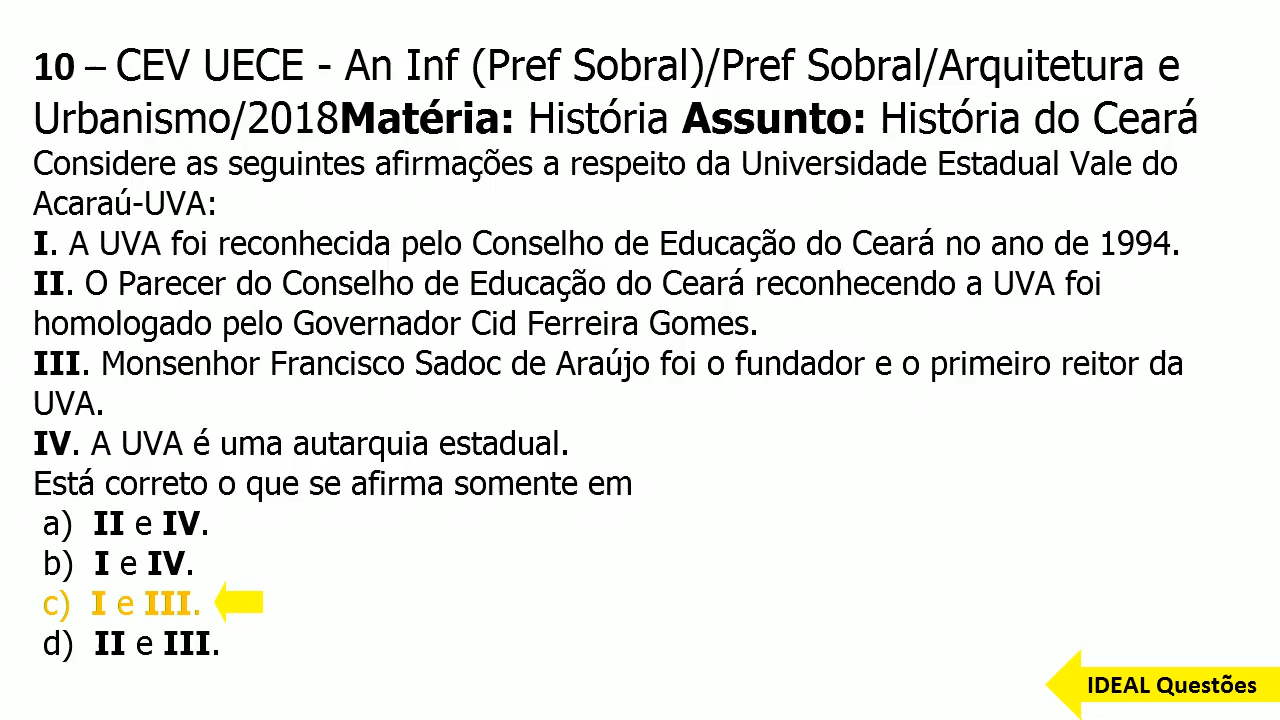 10 – CEV UECE - An Inf (Pref Sobral)/Pref Sobral/Arquitetura e
Urbanismo/2018Matéria: História Assunto: História do Ceará
Considere as seguintes afirmações a respeito da Universidade Estadual Vale do
Acaraú-UVA:
I. A UVA foi reconhecida pelo Conselho de Educação do Ceará no ano de 1994.
II. O Parecer do Conselho de Educação do Ceará reconhecendo a UVA foi
homologado pelo Governador Cid Ferreira Gomes.
III. Monsenhor Francisco Sadoc de Araújo foi o fundador e o primeiro reitor da
UVA.
IV. A UVA é uma autarquia estadual.
Está correto o que se afirma somente em
a) II e IV.
b) I e IV.
c) I e III.
d) II e III.
IDEAL Questões